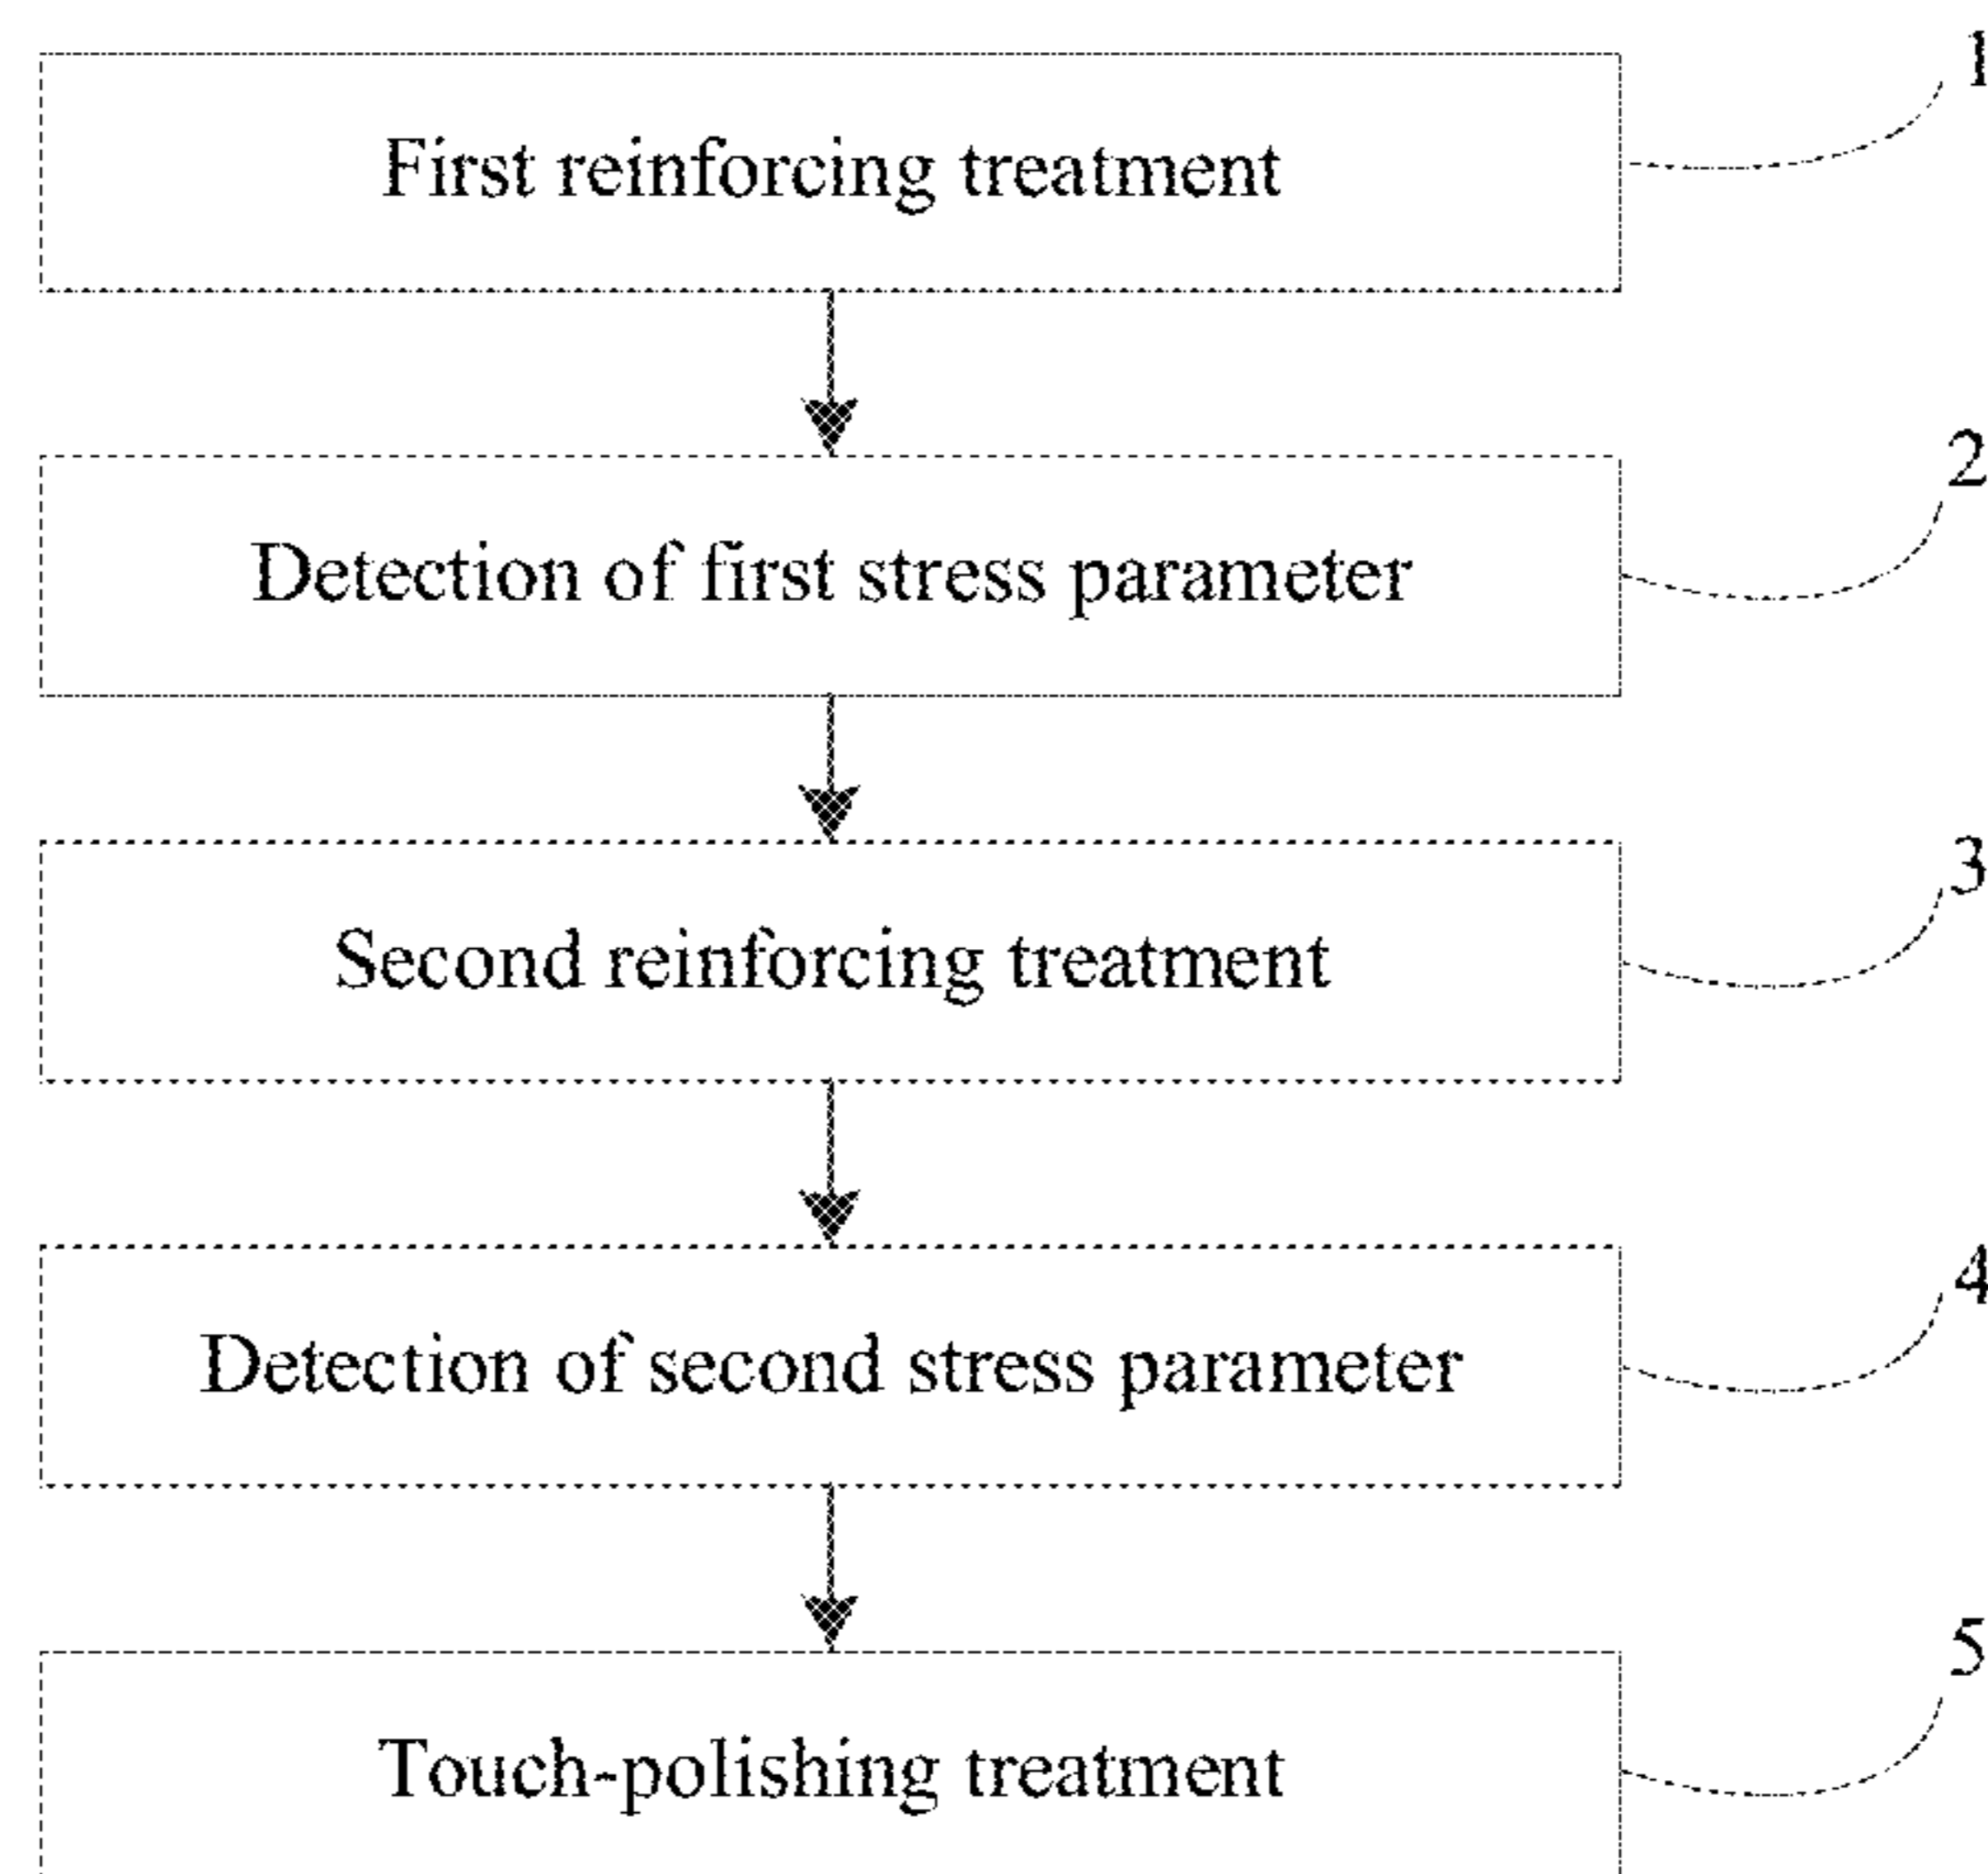 1
First reinforcing treatment
2
Detection of first stress parameter
3
Second reinforcing treatment
4
Detection of second stress parameter
5
Touch-polishing treatment